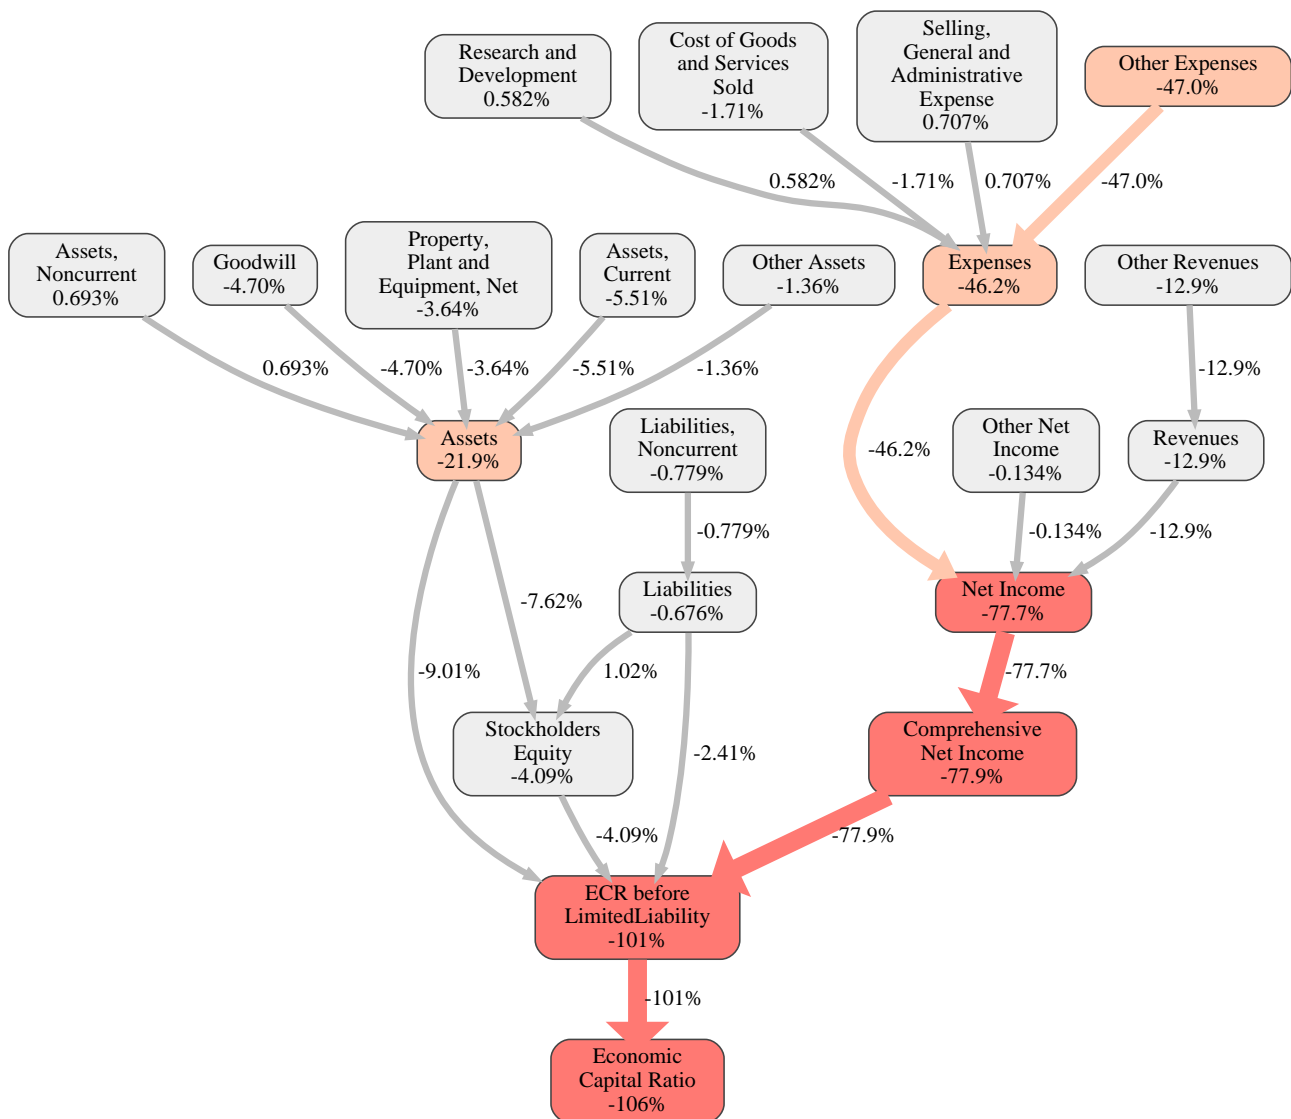 Research and
Development
0.582%
Cost of Goods
and Services
Sold
-1.71%
Selling,
General and
Administrative
Expense
0.707%
Other Expenses
-47.0%
0.582%
-1.71%
0.707%
-47.0%
Assets,
Noncurrent
0.693%
Goodwill
-4.70%
Property,
Plant and
Equipment, Net
-3.64%
Assets,
Current
-5.51%
Other Assets
-1.36%
Expenses
-46.2%
Other Revenues
-12.9%
0.693%
-4.70%
-3.64%
-5.51%
-1.36%
-12.9%
Assets
-21.9%
Liabilities,
Noncurrent
-0.779%
-46.2%
Other Net
Income
-0.134%
Revenues
-12.9%
-0.779%
-0.134%
-12.9%
-7.62%
Liabilities
-0.676%
Net Income
-77.7%
-9.01%
1.02%
-77.7%
Stockholders
Equity
-4.09%
-2.41%
Comprehensive
Net Income
-77.9%
-4.09%
-77.9%
ECR before
LimitedLiability
-101%
-101%
Economic
Capital Ratio
-106%